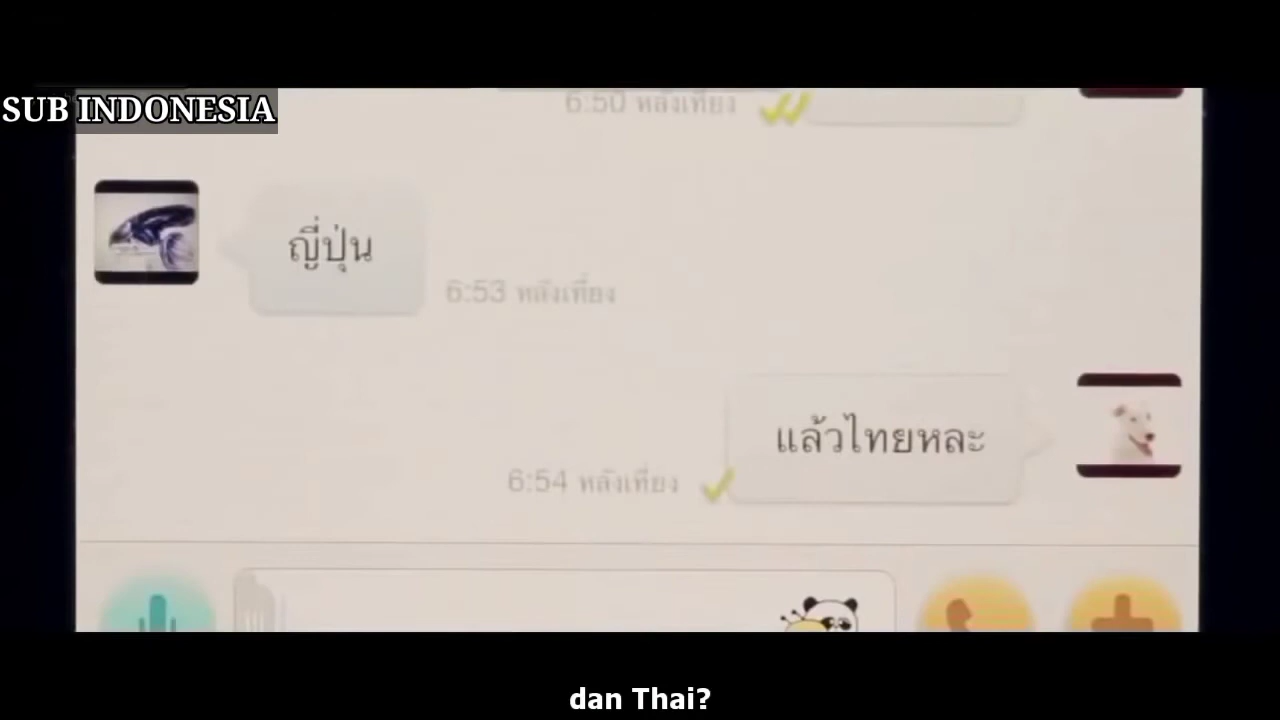 SUB INDONESIA
6:50 หลังเที่ยง
ญี่ปุ่น
6:53 หลังเที่ยง
แล้วไทยหละ
6:54 หลังเที่ยง
dan Thai?